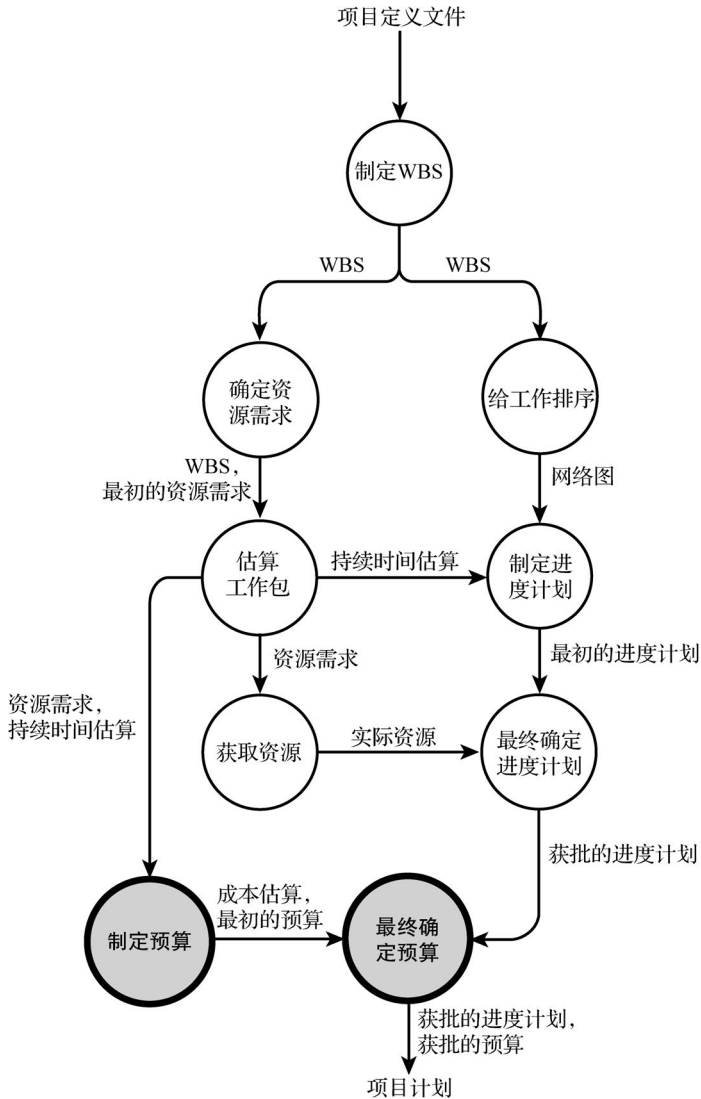 项目定义文件
制定WBS
WBS
WBS
确定资
源需求
给工作排序
WBS，
最初的资源需求
网络图
估算
工作包
持续时间估算
制定进
度计划
资源需求
最初的进度计划
资源需求，
持续时间估算
获取资源
实际资源
最终确定
进度计划
获批的进度计划
制定预算
成本估算，
最初的预算
最终确
定预算
获批的进度计划，
获批的预算
项目计划